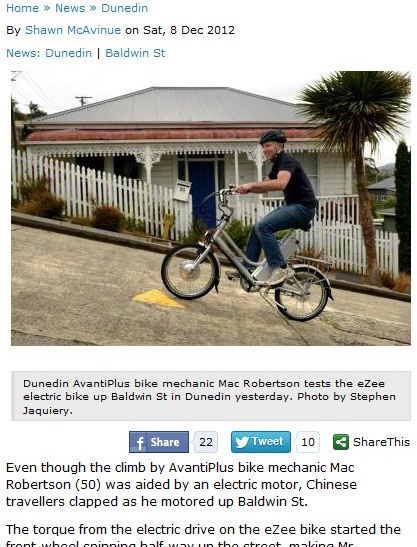 Home » News » Dunedin
By Shawn McAvinue on Sat, 8 Dec 2012
News: Dunedin | Baldwin St
Dunedin AvantiPlus bike mechanic Mac Robertson tests the eZee
electric bike up Baldwin St in Dunedin yesterday. Photo by Stephen
Jaquiery.
Share 22 Tweet 10 ShareThis
Even though the climb by AvantiPlus bike mechanic Mac
Robertson (50) was aided by an electric motor, Chinese
travellers clapped as he motored up Baldwin St.
The torque from the electric drive on the eZee bike started the
front wheel spinning half-way up the street, making Mr